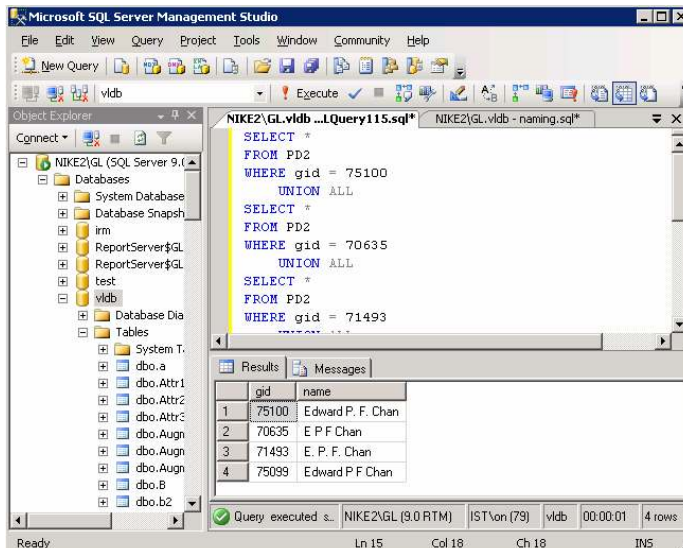 Microsoft SQL Server Management Studio
File Edit View Query Project Tools Window Community Help
New Query
vldb Execute
Object Explorer
Connect
NIKE2\GL (SQL Server 9.(
Databases
System Database
Database Snapsh
irm
ReportServer$GL
ReportServer$GL
test
vldb
Database Dia
Tables
System T.
dbo.a
dbo.Attr1
dbo.Attr2
dbo.Attr3
dbo.Augn
dbo.Augn
dbo.Augn
dbo.B
dbo.b2
NIKE2\GL.vldb ...LQuery115.sql* NIKE2\GL.vldb - naming.sql*
SELECT *
FROM PD2
WHERE gid = 75100
UNION ALL
SELECT *
FROM PD2
WHERE gid = 70635
UNION ALL
SELECT *
FROM PD2
WHERE gid = 71493
UNION ALL
Results Messages
gid name
1 75100 Edward P. F. Chan
2 70635 E P F Chan
3 71493 E. P. F. Chan
4 75099 Edward P F Chan
Query executed s... NIKE2\GL (9.0 RTM) IST\on (79) vldb 00:00:01 4 rows
Ready Ln 15 Col 18 Ch 18 INS